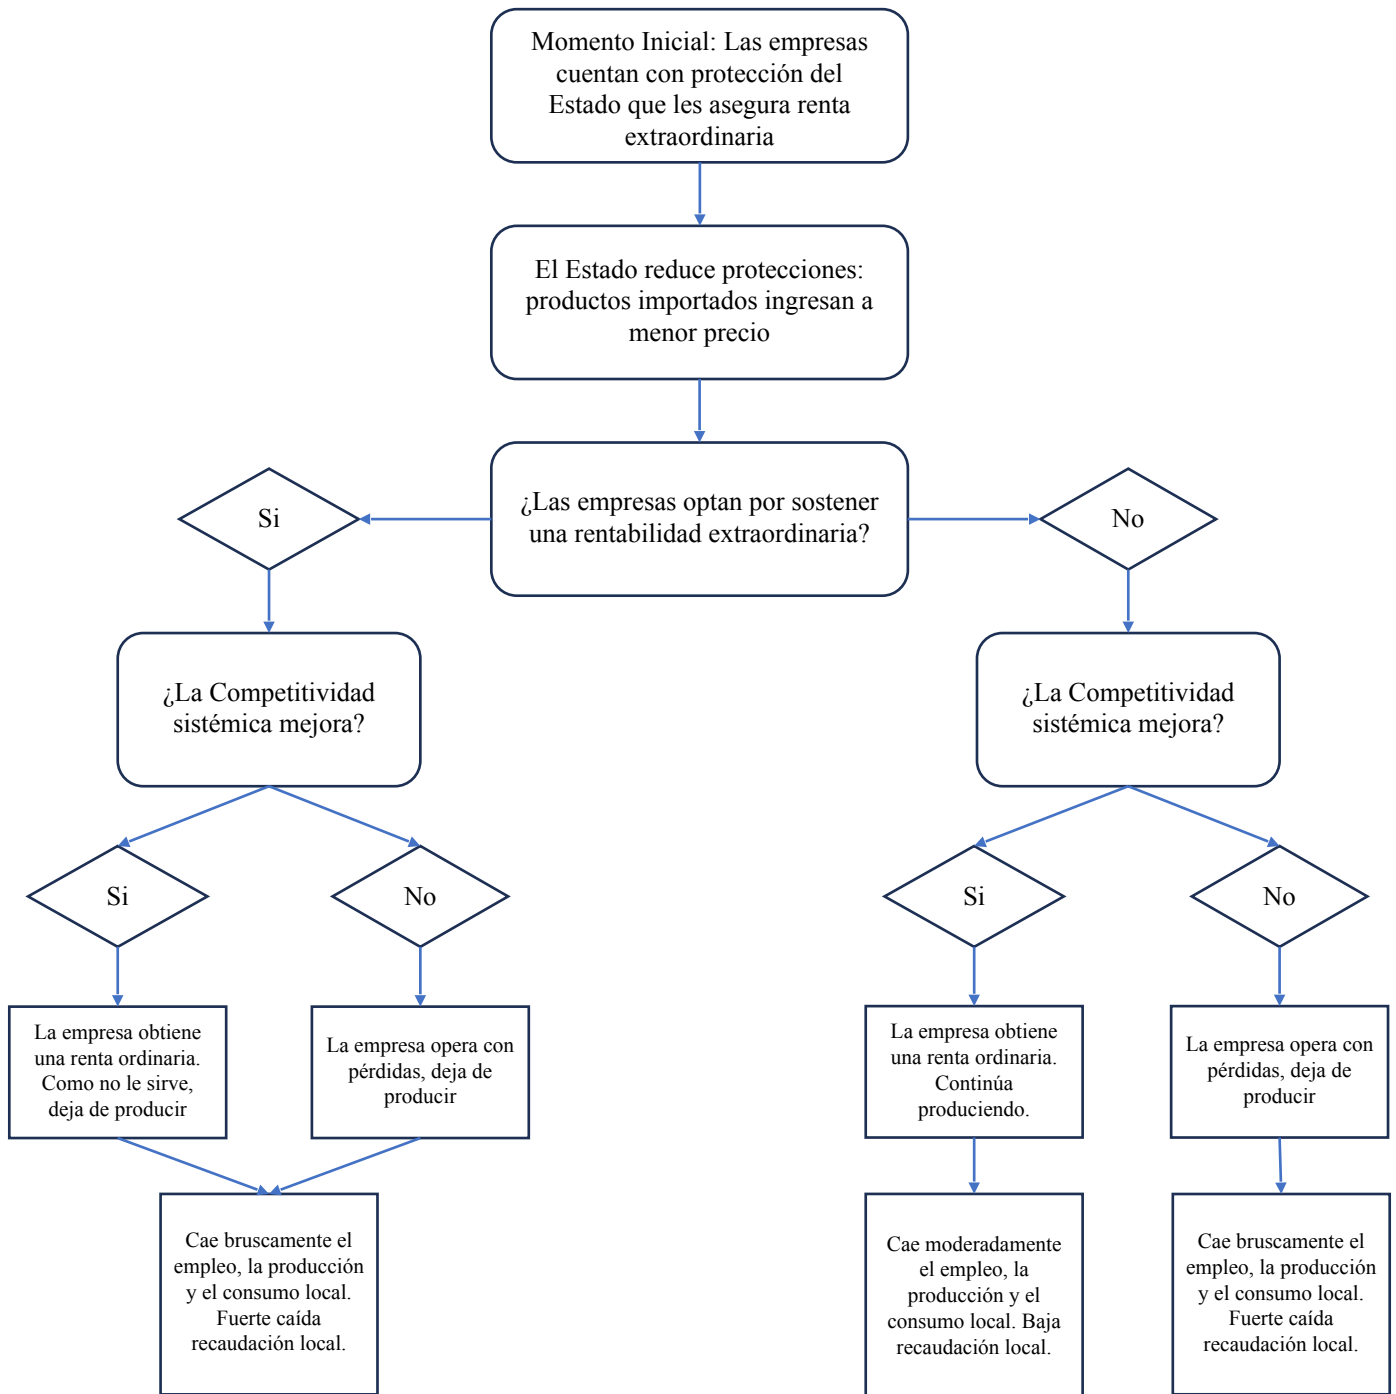 Momento Inicial: Las empresas
cuentan con protección del
Estado que les asegura renta
extraordinaria
El Estado reduce protecciones:
productos importados ingresan a
menor precio
¿Las empresas optan por sostener
una rentabilidad extraordinaria?
Si
No
¿La Competitividad
sistémica mejora?
¿La Competitividad
sistémica mejora?
Si
No
Si
No
La empresa obtiene
una renta ordinaria.
Como no le sirve,
deja de producir
La empresa opera con
pérdidas, deja de
producir
La empresa obtiene
una renta ordinaria.
Continúa
produciendo.
La empresa opera con
pérdidas, deja de
producir
Cae bruscamente el
empleo, la producción
y el consumo local.
Fuerte caída
recaudación local.
Cae moderadamente
el empleo, la
producción y el
consumo local. Baja
recaudación local.
Cae bruscamente el
empleo, la producción
y el consumo local.
Fuerte caída
recaudación local.